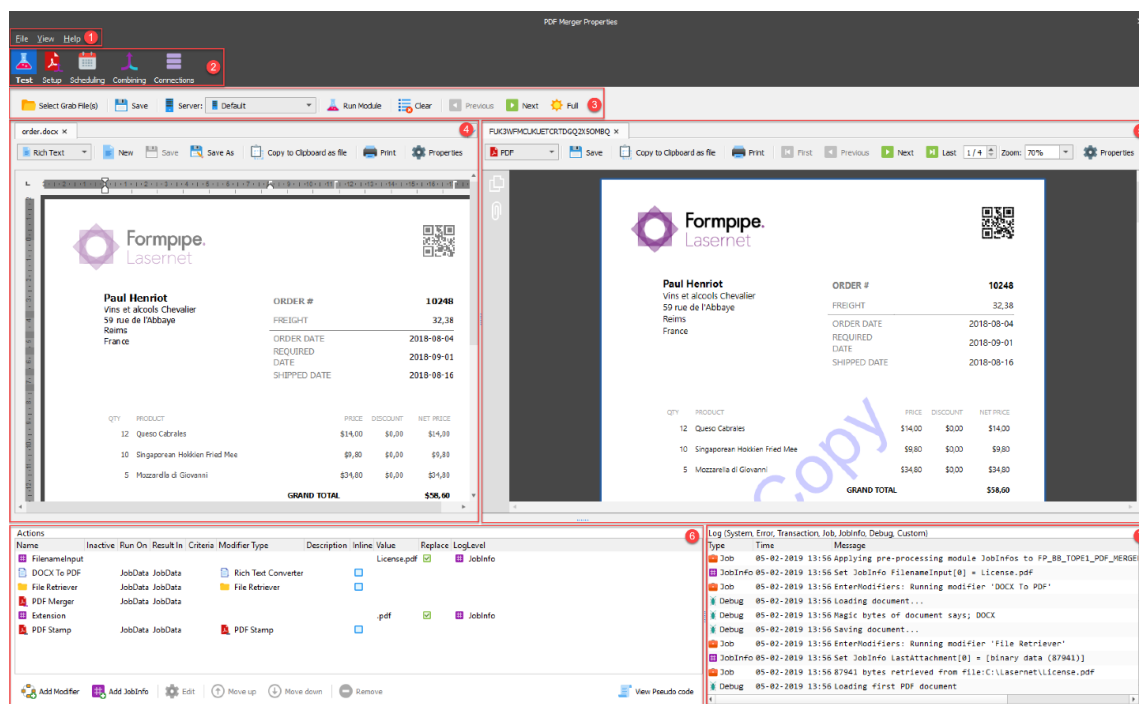 PDF Merger Properties
File View Help 1
Test Setup Scheduling Combining Connections 2
Select Grab File(s) Save Server: Default Run Module Clear Previous Next Full 3
order.docx × 4
Rich Text New Save Save As Copy to Clipboard as file Print Properties
Formpipe.
Lasernet
Paul Henriot
Vins et alcools Chevalier
59 rue de l'Abbaye
Reims
France
ORDER # 10248
FREIGHT 32,38
ORDER DATE 2018-08-04
REQUIRED
DATE 2018-09-01
SHIPPED DATE 2018-08-16
QTY PRODUCT PRICE DISCOUNT NET PRICE
12 Queso Cabrales $14,00 $0,00 $14,00
10 Singaporean Hokkien Fried Mee $9,80 $0,00 $9,80
5 Mozzarella di Giovanni $34,80 $0,00 $34,80
GRAND TOTAL $58,60
PDF Save Copy to Clipboard as file Print First Previous Next Last 1 / 4 Zoom: 70% Properties
Formpipe.
Lasernet
Paul Henriot
Vins et alcools Chevalier
59 rue de l'Abbaye
Reims
France
ORDER # 10248
FREIGHT 32,38
ORDER DATE 2018-08-04
REQUIRED
DATE 2018-09-01
SHIPPED DATE 2018-08-16
QTY PRODUCT PRICE DISCOUNT NET PRICE
12 Queso Cabrales $14,00 $0,00 $14,00
10 Singaporean Hokkien Fried Mee $9,80 $0,00 $9,80
5 Mozzarella di Giovanni $34,80 $0,00 $34,80
GRAND TOTAL $58,60
Copy
Actions 6
Name Inactive Run On Result In Criteria Modifier Type Description Inline Value Replace LogLevel
FilenameInput License.pdf JobInfo
DOCX To PDF JobData JobData Rich Text Converter
File Retriever JobData JobData File Retriever
PDF Merger JobData JobData
Extension .pdf JobInfo
PDF Stamp JobData JobData PDF Stamp
Add Modifier Add JobInfo Edit Move up Move down Remove View Pseudo code
Log (System, Error, Transaction, Job, JobInfo, Debug, Custom)
Type Time Message
Job 05-02-2019 13:56 Applying pre-processing module JobInfos to FP_BB_TOPE1_PDF_MERGE
JobInfo 05-02-2019 13:56 Set JobInfo FilenameInput[0] = License.pdf
Job 05-02-2019 13:56 EnterModifiers: Running modifier 'DOCX To PDF'
Debug 05-02-2019 13:56 Loading document...
Debug 05-02-2019 13:56 Magic bytes of document says; DOCX
Debug 05-02-2019 13:56 Saving document...
Job 05-02-2019 13:56 EnterModifiers: Running modifier 'File Retriever'
JobInfo 05-02-2019 13:56 Set JobInfo LastAttachment[0] = [binary data (87941)]
Job 05-02-2019 13:56 87941 bytes retrieved from file:C:\Lasernet\License.pdf
Debug 05-02-2019 13:56 Loading first PDF document